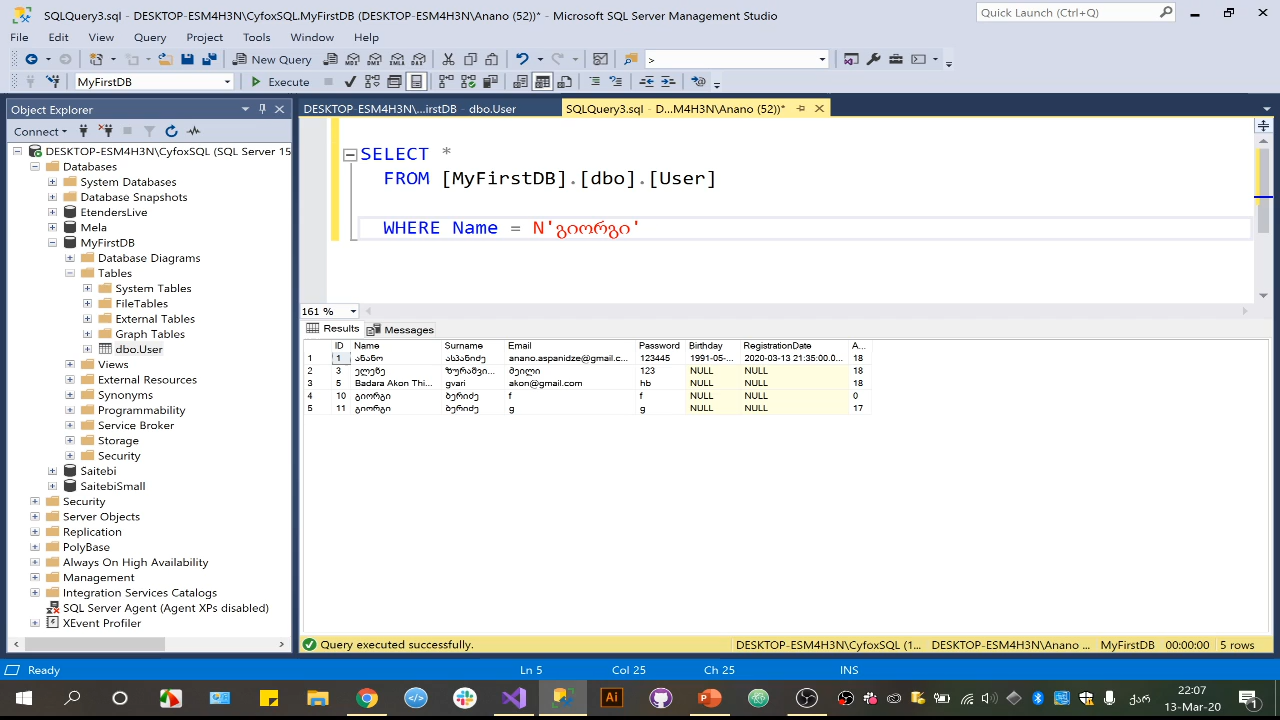 SQLQuery3.sql - DESKTOP-ESM4H3N\CyfoxSQL.MyFirstDB (DESKTOP-ESM4H3N\Anano (52))* - Microsoft SQL Server Management Studio
Quick Launch (Ctrl+Q)
File Edit View Query Project Tools Window Help
New Query
>
MyFirstDB
Execute
Object Explorer
DESKTOP-ESM4H3N\...irstDB - dbo.User
SQLQuery3.sql - D...M4H3N\Anano (52))*
Connect
DESKTOP-ESM4H3N\CyfoxSQL (SQL Server 15
Databases
System Databases
Database Snapshots
EtendersLive
Mela
MyFirstDB
Database Diagrams
Tables
System Tables
FileTables
External Tables
Graph Tables
dbo.User
Views
External Resources
Synonyms
Programmability
Service Broker
Storage
Security
Saitebi
SaitebiSmall
Security
Server Objects
Replication
PolyBase
Always On High Availability
Management
Integration Services Catalogs
SQL Server Agent (Agent XPs disabled)
XEvent Profiler
SELECT *
FROM [MyFirstDB].[dbo].[User]
WHERE Name = N'გიორგი'
161 %
Results Messages
ID Name Surname Email Password Birthday RegistrationDate A...
1 1 ანანო ასპანიძე anano.aspanidze@gmail.c... 123445 1991-05-... 2020-03-13 21:35:00.0... 18
2 3 ელენე ზურაშვი... მეილი 123 NULL NULL 18
3 5 Badara Akon Thi... gvari akon@gmail.com hb NULL NULL 18
4 10 გიორგი ბერიძე f f NULL NULL 0
5 11 გიორგი ბერიძე g g NULL NULL 17
Query executed successfully.
DESKTOP-ESM4H3N\CyfoxSQL (1... DESKTOP-ESM4H3N\Anano ... MyFirstDB 00:00:00 5 rows
Ready Ln 5 Col 25 Ch 25 INS
Ai
ქარ
22:07
13-Mar-20
1